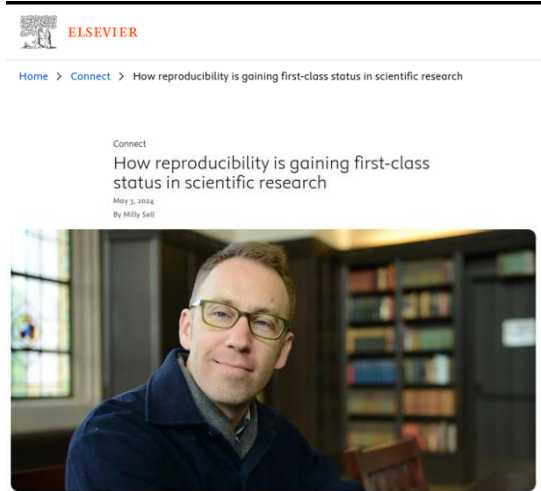 ELSEVIER
Home > Connect > How reproducibility is gaining first-class status in scientific research
Connect
How reproducibility is gaining first-class
status in scientific research
May 3, 2024
By Milly Sell